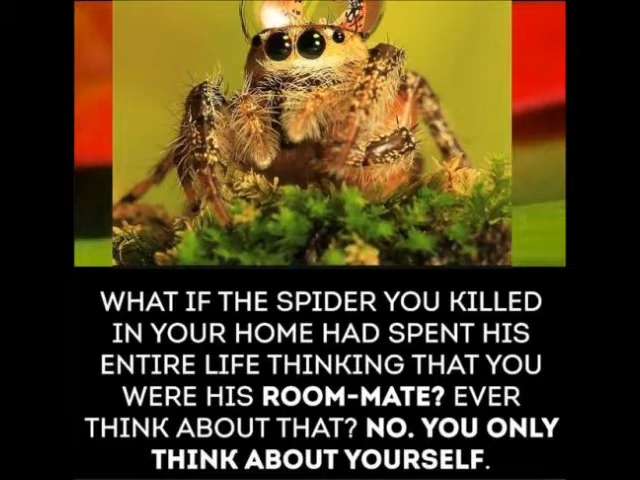 WHAT IF THE SPIDER YOU KILLED
IN YOUR HOME HAD SPENT HIS
ENTIRE LIFE THINKING THAT YOU
WERE HIS ROOM-MATE? EVER
THINK ABOUT THAT? NO. YOU ONLY
THINK ABOUT YOURSELF.